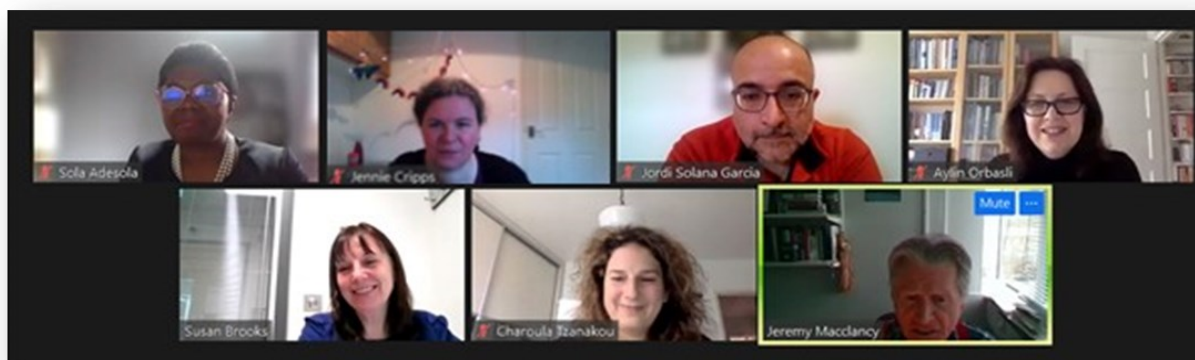 Sola Adesola
Jennie Cripps
Jordi Solana Garcia
Aylin Orbasli
Mute
Susan Brooks
Charoula Tzanakou
Jeremy Macclancy